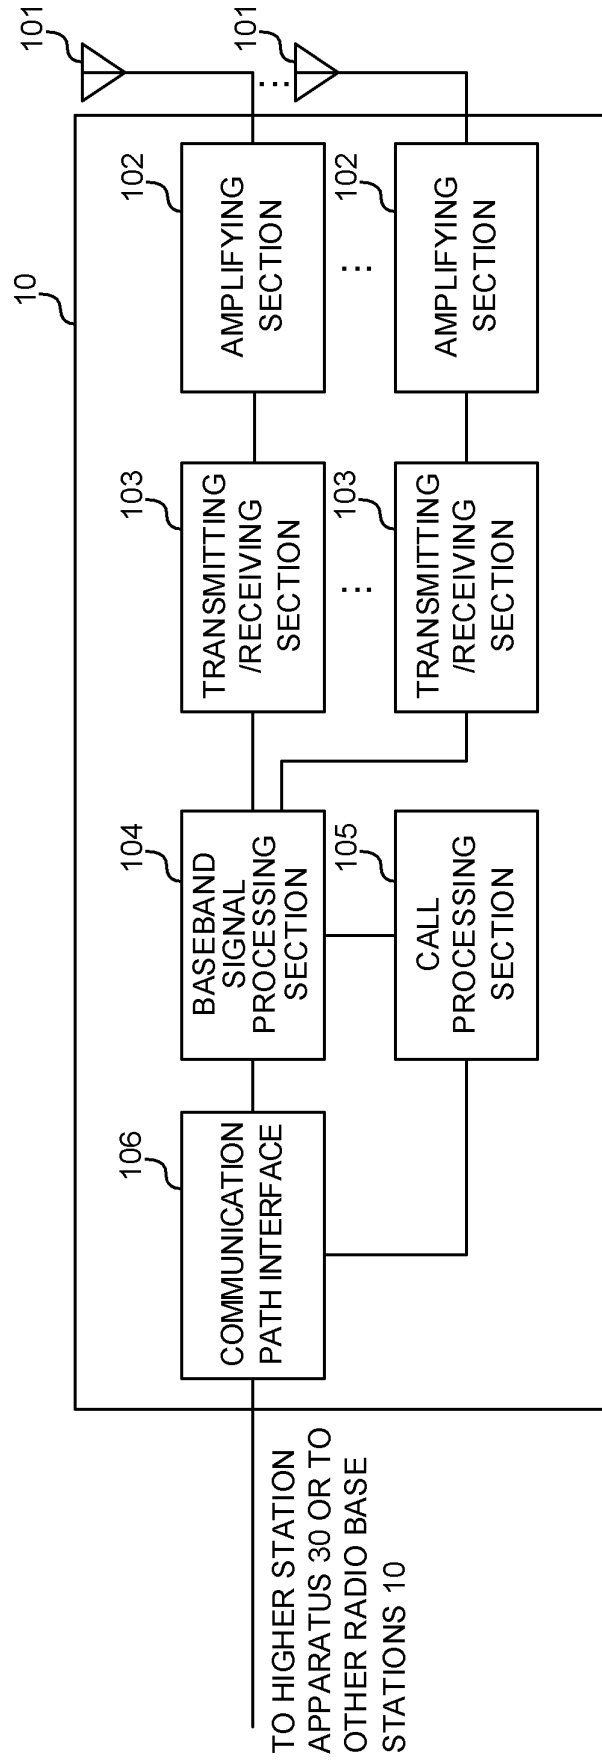 10
101
101
102
AMPLIFYING
SECTION
103
TRANSMITTING
/RECEIVING
SECTION
104
BASEBAND
SIGNAL
PROCESSING
SECTION
106
COMMUNICATION
PATH INTERFACE
...
...
...
102
AMPLIFYING
SECTION
103
TRANSMITTING
/RECEIVING
SECTION
105
CALL
PROCESSING
SECTION
TO HIGHER STATION
APPARATUS 30 OR TO
OTHER RADIO BASE
STATIONS 10